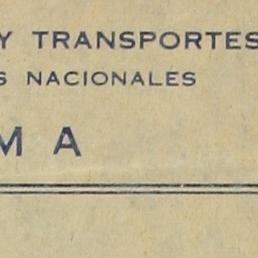 Y TRANSPORTES
S NACIONALES
M A